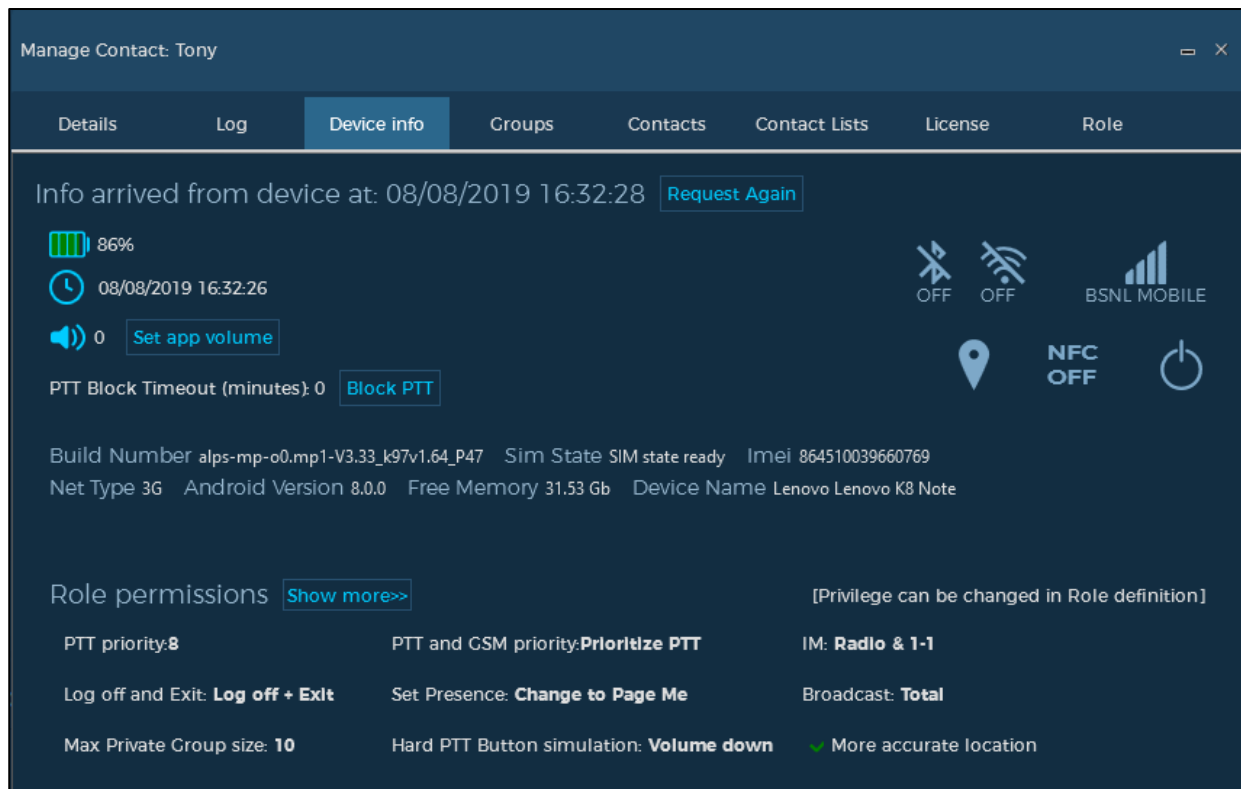 Manage Contact: Tony
Details Log Device info Groups Contacts Contact Lists License Role
Info arrived from device at: 08/08/2019 16:32:28 Request Again
86%
08/08/2019 16:32:26
OFF OFF BSNL MOBILE
0 Set app volume
NFC
OFF
PTT Block Timeout (minutes): 0 Block PTT
Build Number alps-mp-o0.mp1-V3.33_k97v1.64_P47 Sim State SIM state ready Imei 864510039660769
Net Type 3G Android Version 8.0.0 Free Memory 31.53 Gb Device Name Lenovo Lenovo K8 Note
Role permissions Show more>> [Privilege can be changed in Role definition]
PTT priority:8 PTT and GSM priority:Prioritize PTT IM: Radio & 1-1
Log off and Exit: Log off + Exit Set Presence: Change to Page Me Broadcast: Total
Max Private Group size: 10 Hard PTT Button simulation: Volume down More accurate location